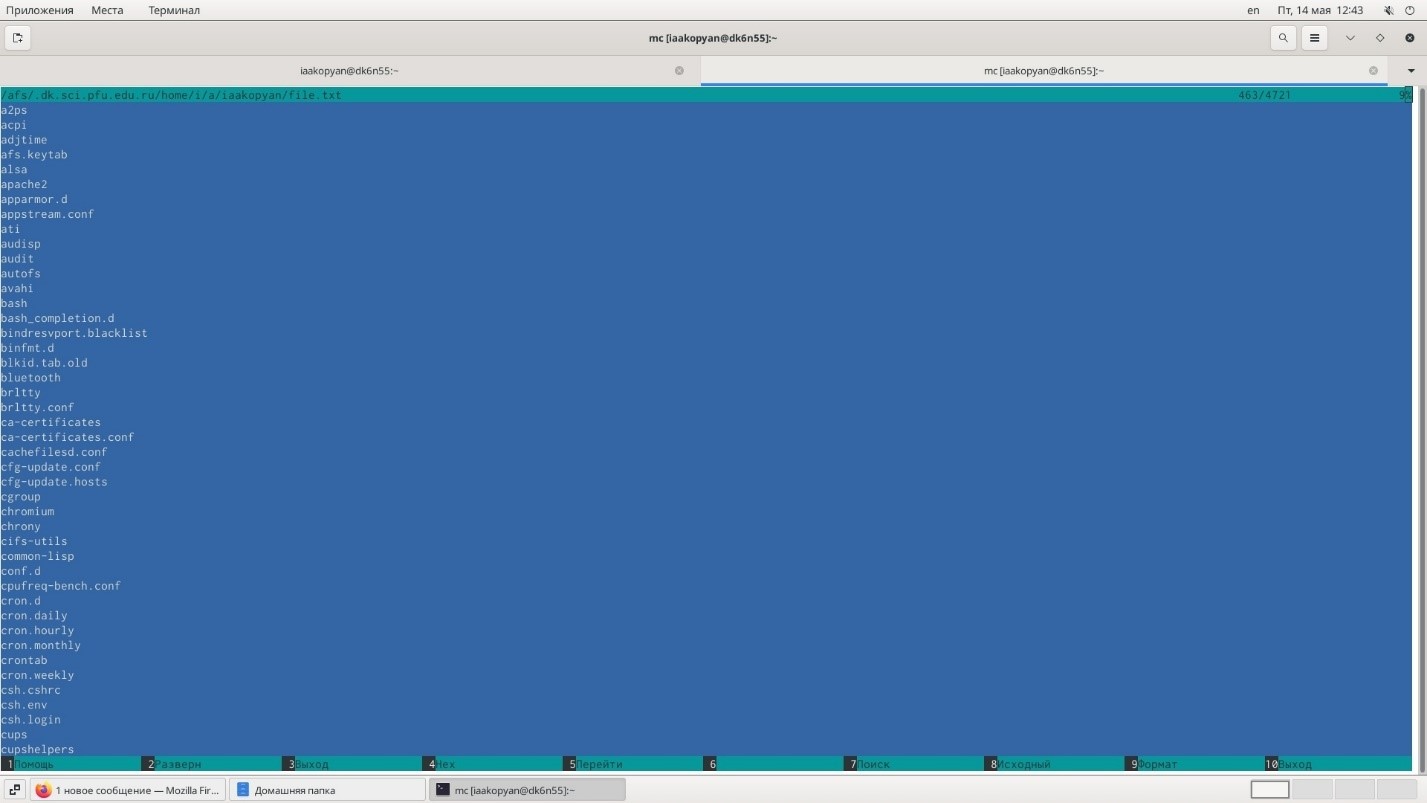 Приложения Места Терминал en Пт, 14 мая 12:43
mc [iaakopyan@dk6n55]:~
iaakopyan@dk6n55:~ mc [iaakopyan@dk6n55]:~
/afs/.dk.sci.pfu.edu.ru/home/i/a/iaakopyan/file.txt 463/4721 9%
a2ps
acpi
adjtime
afs.keytab
alsa
apache2
apparmor.d
appstream.conf
ati
audisp
audit
autofs
avahi
bash
bash_completion.d
bindresvport.blacklist
binfmt.d
blkid.tab.old
bluetooth
brltty
brltty.conf
ca-certificates
ca-certificates.conf
cachefilesd.conf
cfg-update.conf
cfg-update.hosts
cgroup
chromium
chrony
cifs-utils
common-lisp
conf.d
cpufreq-bench.conf
cron.d
cron.daily
cron.hourly
cron.monthly
crontab
cron.weekly
csh.cshrc
csh.env
csh.login
cups
cupshelpers
1Помощь 2Разверн 3Выход 4Hex 5Перейти 6 7Поиск 8Исходный 9Формат 10Выход
1 новое сообщение — Mozilla Fir... Домашняя папка mc [iaakopyan@dk6n55]:~